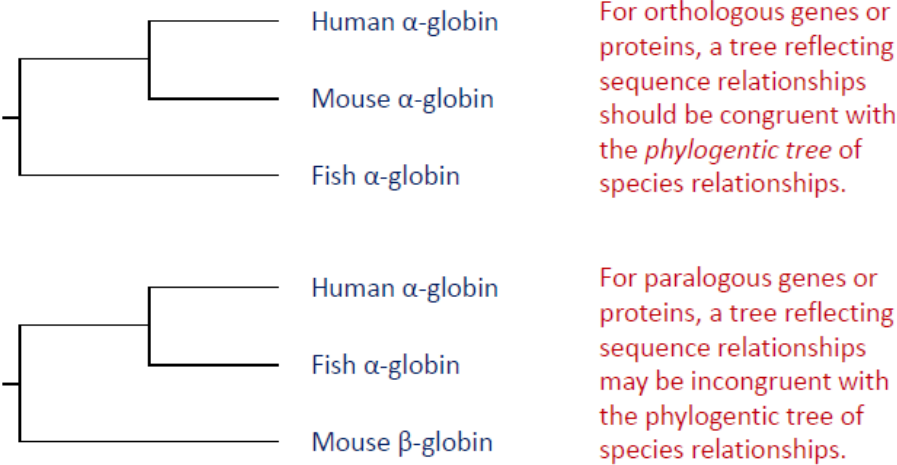 Human α-globin
Mouse α-globin
Fish α-globin
For orthologous genes or
proteins, a tree reflecting
sequence relationships
should be congruent with
the phylogentic tree of
species relationships.
Human α-globin
Fish α-globin
Mouse β-globin
For paralogous genes or
proteins, a tree reflecting
sequence relationships
may be incongruent with
the phylogentic tree of
species relationships.